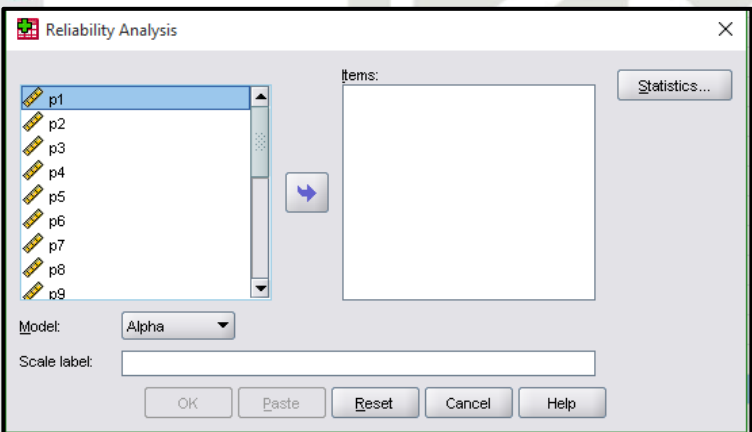 Reliability Analysis
Items:
Statistics...
p1
p2
p3
p4
p5
p6
p7
p8
p9
Model:
Alpha
Scale label:
OK
Paste
Reset
Cancel
Help